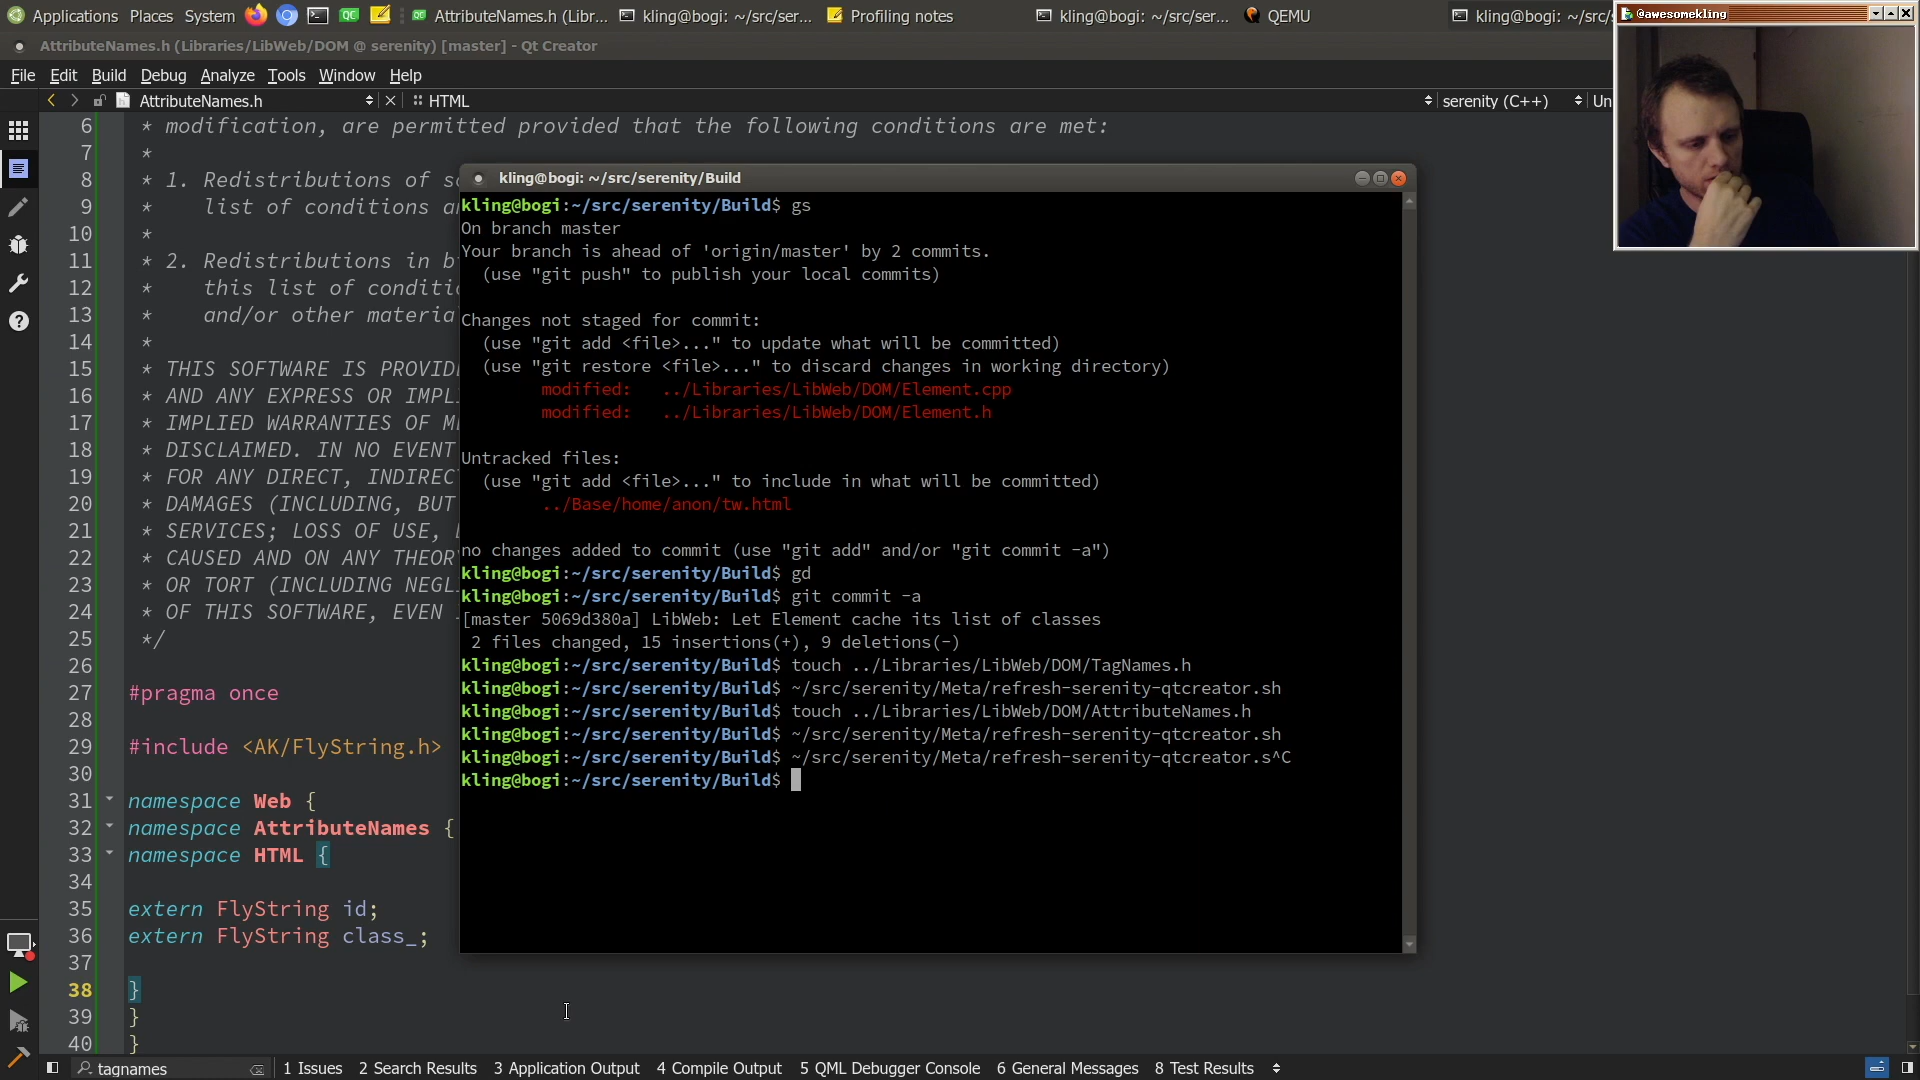 Applications Places System QC AttributeNames.h (Libr... kling@bogi: ~/src/ser... Profiling notes kling@bogi: ~/src/ser... QEMU kling@bogi: ~/src/
@awesomekling
AttributeNames.h (Libraries/LibWeb/DOM @ serenity) [master] - Qt Creator
File Edit Build Debug Analyze Tools Window Help
AttributeNames.h HTML serenity (C++) Un
6 * modification, are permitted provided that the following conditions are met:
7 *
8 * 1. Redistributions of s
9 * list of conditions a
10 *
11 * 2. Redistributions in b
12 * this list of conditi
13 * and/or other materia
14 *
15 * THIS SOFTWARE IS PROVID
16 * AND ANY EXPRESS OR IMPL
17 * IMPLIED WARRANTIES OF M
18 * DISCLAIMED. IN NO EVENT
19 * FOR ANY DIRECT, INDIREC
20 * DAMAGES (INCLUDING, BUT
21 * SERVICES; LOSS OF USE,
22 * CAUSED AND ON ANY THEOR
23 * OR TORT (INCLUDING NEGL
24 * OF THIS SOFTWARE, EVEN
25 */
26
27 #pragma once
28
29 #include <AK/FlyString.h>
30
31 namespace Web {
32 namespace AttributeNames {
33 namespace HTML {
34
35 extern FlyString id;
36 extern FlyString class_;
37
38 }
39 }
40 }
kling@bogi: ~/src/serenity/Build
kling@bogi:~/src/serenity/Build$ gs
On branch master
Your branch is ahead of 'origin/master' by 2 commits.
(use "git push" to publish your local commits)
Changes not staged for commit:
(use "git add <file>..." to update what will be committed)
(use "git restore <file>..." to discard changes in working directory)
modified: ../Libraries/LibWeb/DOM/Element.cpp
modified: ../Libraries/LibWeb/DOM/Element.h
Untracked files:
(use "git add <file>..." to include in what will be committed)
../Base/home/anon/tw.html
no changes added to commit (use "git add" and/or "git commit -a")
kling@bogi:~/src/serenity/Build$ gd
kling@bogi:~/src/serenity/Build$ git commit -a
[master 5069d380a] LibWeb: Let Element cache its list of classes
2 files changed, 15 insertions(+), 9 deletions(-)
kling@bogi:~/src/serenity/Build$ touch ../Libraries/LibWeb/DOM/TagNames.h
kling@bogi:~/src/serenity/Build$ ~/src/serenity/Meta/refresh-serenity-qtcreator.sh
kling@bogi:~/src/serenity/Build$ touch ../Libraries/LibWeb/DOM/AttributeNames.h
kling@bogi:~/src/serenity/Build$ ~/src/serenity/Meta/refresh-serenity-qtcreator.sh
kling@bogi:~/src/serenity/Build$ ~/src/serenity/Meta/refresh-serenity-qtcreator.s^C
kling@bogi:~/src/serenity/Build$
tagnames 1 Issues 2 Search Results 3 Application Output 4 Compile Output 5 QML Debugger Console 6 General Messages 8 Test Results